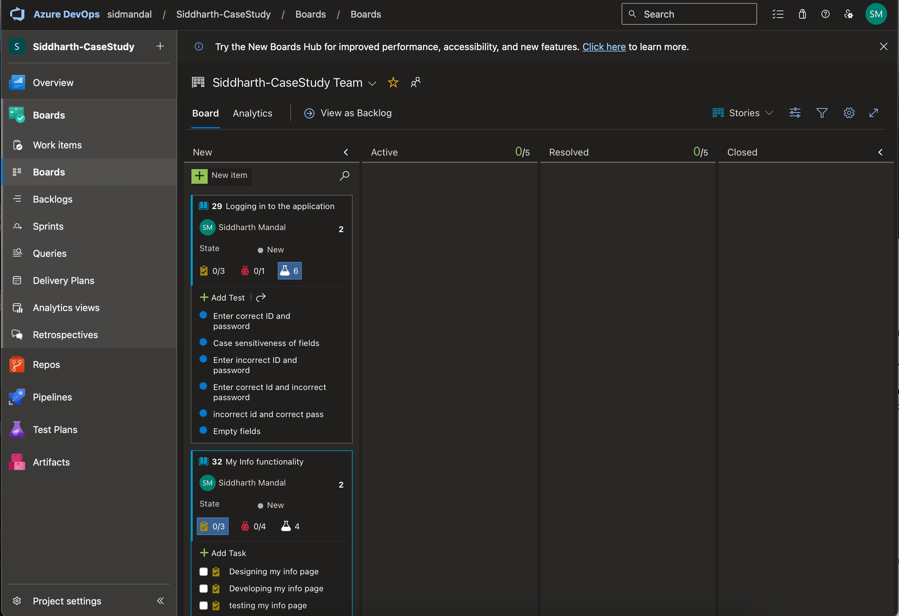 Azure DevOps sidmandal / Siddharth-CaseStudy / Boards / Boards
Search
SM
S Siddharth-CaseStudy
Try the New Boards Hub for improved performance, accessibility, and new features. Click here to learn more.
Overview
Boards
Work items
Boards
Backlogs
Sprints
Queries
Delivery Plans
Analytics views
Retrospectives
Repos
Pipelines
Test Plans
Artifacts
Project settings
Siddharth-CaseStudy Team
Board Analytics View as Backlog
Stories
New Active 0/5 Resolved 0/5 Closed
New item
29 Logging in to the application
SM Siddharth Mandal 2
State New
0/3 0/1 6
Add Test
Enter correct ID and
password
Case sensitiveness of fields
Enter incorrect ID and
password
Enter correct Id and incorrect
password
incorrect id and correct pass
Empty fields
32 My Info functionality
SM Siddharth Mandal 2
State New
0/3 0/4 4
Add Task
Designing my info page
Developing my info page
testing my info page